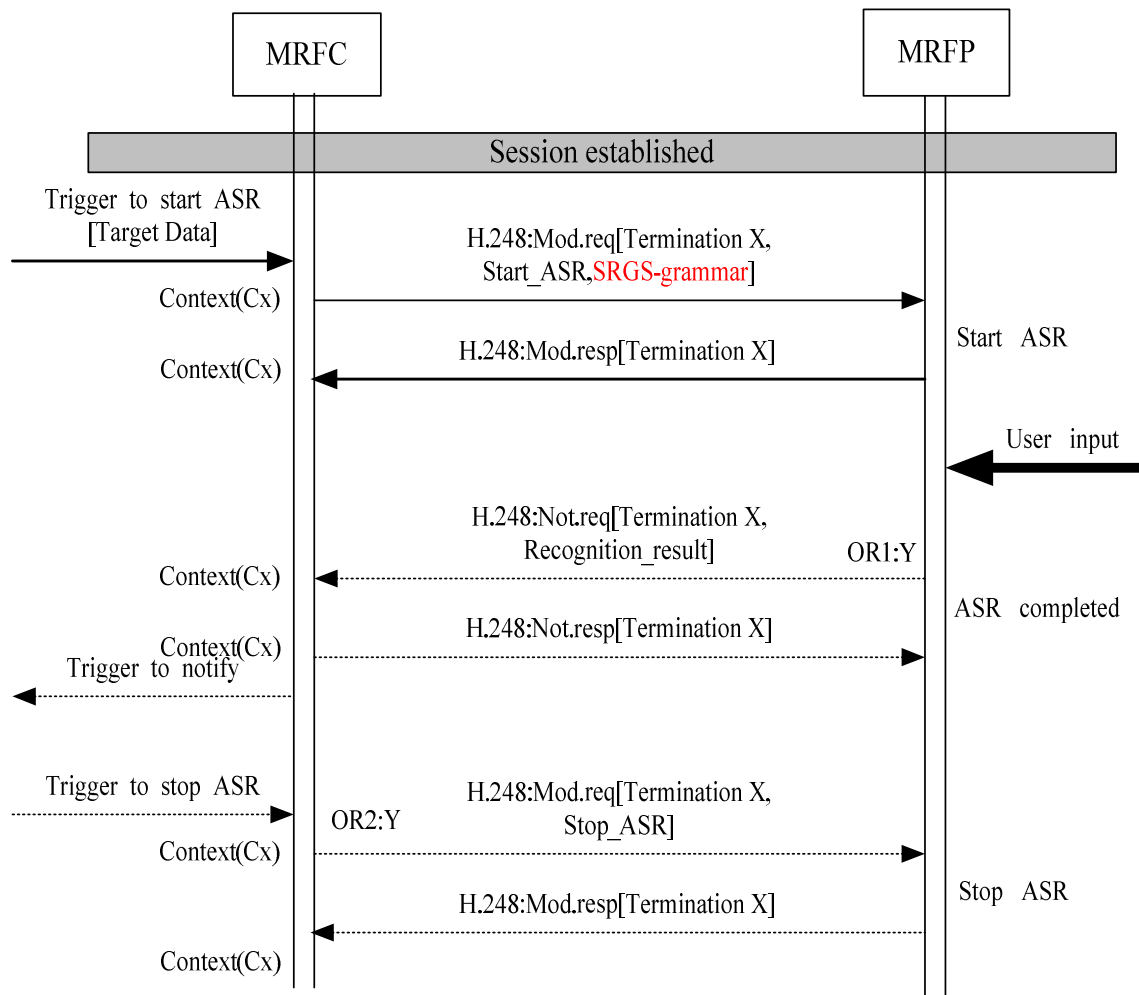 MRFC
MRFP
Session established
Trigger to start ASR
[Target Data]
H.248:Mod.req[Termination X,
Start_ASR,SRGS-grammar]
Context(Cx)
Start ASR
H.248:Mod.resp[Termination X]
Context(Cx)
User input
H.248:Not.req[Termination X,
Recognition_result]
OR1:Y
Context(Cx)
ASR completed
H.248:Not.resp[Termination X]
Context(Cx)
Trigger to notify
Trigger to stop ASR
H.248:Mod.req[Termination X,
Stop_ASR]
OR2:Y
Context(Cx)
Stop ASR
H.248:Mod.resp[Termination X]
Context(Cx)